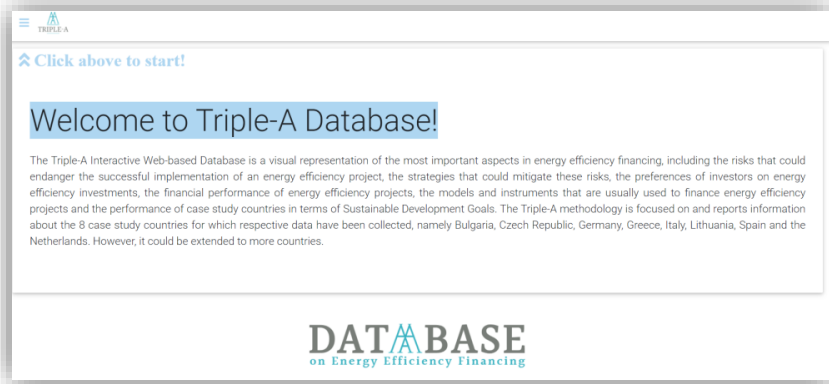 TRIPLE-A
Click above to start!
Welcome to Triple-A Database!
The Triple-A Interactive Web-based Database is a visual representation of the most important aspects in energy efficiency financing, including the risks that could
endanger the successful implementation of an energy efficiency project, the strategies that could mitigate these risks, the preferences of investors on energy
efficiency investments, the financial performance of energy efficiency projects, the models and instruments that are usually used to finance energy efficiency
projects and the performance of case study countries in terms of Sustainable Development Goals. The Triple-A methodology is focused on and reports information
about the 8 case study countries for which respective data have been collected, namely Bulgaria, Czech Republic, Germany, Greece, Italy, Lithuania, Spain and the
Netherlands. However, it could be extended to more countries.
DATABASE
on Energy Efficiency Financing